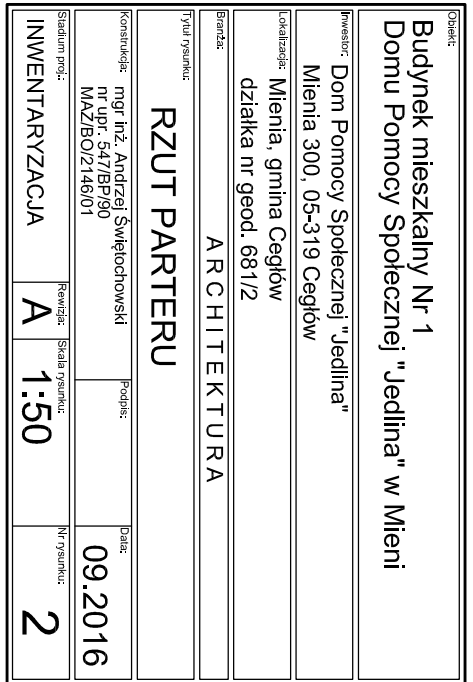 Obiekt:
Budynek mieszkalny Nr 1
Domu Pomocy Społecznej "Jedlina" w Mieni
Inwestor:
Dom Pomocy Społecznej "Jedlina"
Mienia 300, 05-319 Cegłów
Lokalizacja:
Mienia, gmina Cegłów
działka nr geod. 681/2
Branża:
ARCHITEKTURA
Tytuł rysunku:
RZUT PARTERU
Konstrukcja:
mgr inż. Andrzej Świętochowski
nr upr. 547/BP/90
MAZ/BO/2146/01
Podpis:
Data:
09.2016
Stadium proj.:
INWENTARYZACJA
Rewizja:
A
Skala rysunku:
1:50
Nr rysunku:
2